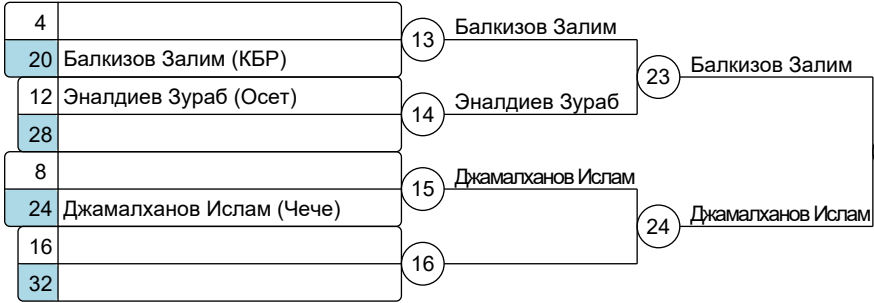 4
13 Балкизов Залим
20 Балкизов Залим (КБР)
23 Балкизов Залим
12 Эналдиев Зураб (Осет)
14 Эналдиев Зураб
28
8
15 Джамалханов Ислам
24 Джамалханов Ислам (Чече)
24 Джамалханов Ислам
16
16
32